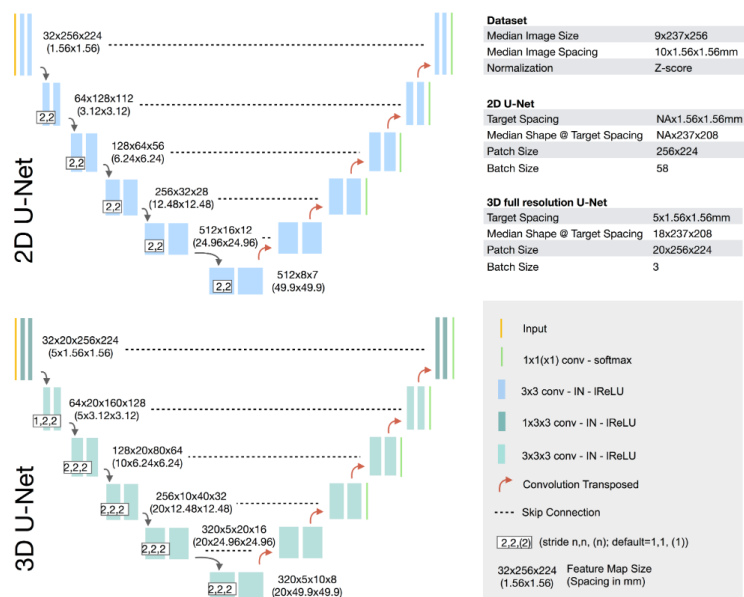 2D U-Net
32x256x224
(1.56x1.56)
2,2
64x128x112
(3.12x3.12)
2,2
128x64x56
(6.24x6.24)
2,2
256x32x28
(12.48x12.48)
2,2
512x16x12
(24.96x24.96)
2,2
512x8x7
(49.9x49.9)
3D U-Net
32x20x256x224
(5x1.56x1.56)
1,2,2
64x20x160x128
(5x3.12x3.12)
2,2,2
128x20x80x64
(10x6.24x6.24)
2,2,2
256x10x40x32
(20x12.48x12.48)
2,2,2
320x5x20x16
(20x24.96x24.96)
2,2,2
320x5x10x8
(20x49.9x49.9)
Dataset
Median Image Size 9x237x256
Median Image Spacing 10x1.56x1.56mm
Normalization Z-score
2D U-Net
Target Spacing NAx1.56x1.56mm
Median Shape @ Target Spacing NAx237x208
Patch Size 256x224
Batch Size 58
3D full resolution U-Net
Target Spacing 5x1.56x1.56mm
Median Shape @ Target Spacing 18x237x208
Patch Size 20x256x224
Batch Size 3
Input
1x1(x1) conv - softmax
3x3 conv - IN - lReLU
1x3x3 conv - IN - lReLU
3x3x3 conv - IN - lReLU
Convolution Transposed
Skip Connection
2,2,(2) (stride n,n, (n); default=1,1, (1))
32x256x224 Feature Map Size
(1.56x1.56) (Spacing in mm)